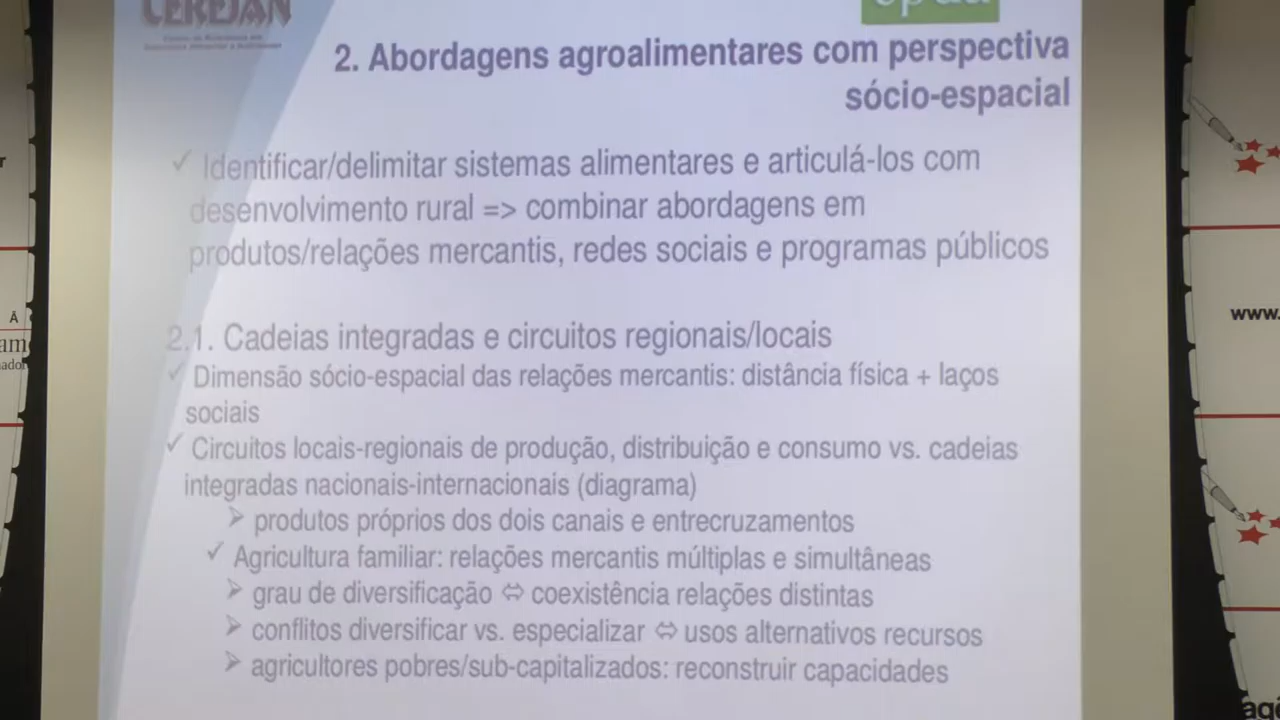 CERESAN
2. Abordagens agroalimentares com perspectiva
sócio-espacial
✓ Identificar/delimitar sistemas alimentares e articulá-los com
desenvolvimento rural => combinar abordagens em
produtos/relações mercantis, redes sociais e programas públicos
2.1. Cadeias integradas e circuitos regionais/locais
✓ Dimensão sócio-espacial das relações mercantis: distância física + laços
sociais
✓ Circuitos locais-regionais de produção, distribuição e consumo vs. cadeias
integradas nacionais-internacionais (diagrama)
➢ produtos próprios dos dois canais e entrecruzamentos
✓ Agricultura familiar: relações mercantis múltiplas e simultâneas
➢ grau de diversificação ⇔ coexistência relações distintas
➢ conflitos diversificar vs. especializar ⇔ usos alternativos recursos
➢ agricultores pobres/sub-capitalizados: reconstruir capacidades
www.